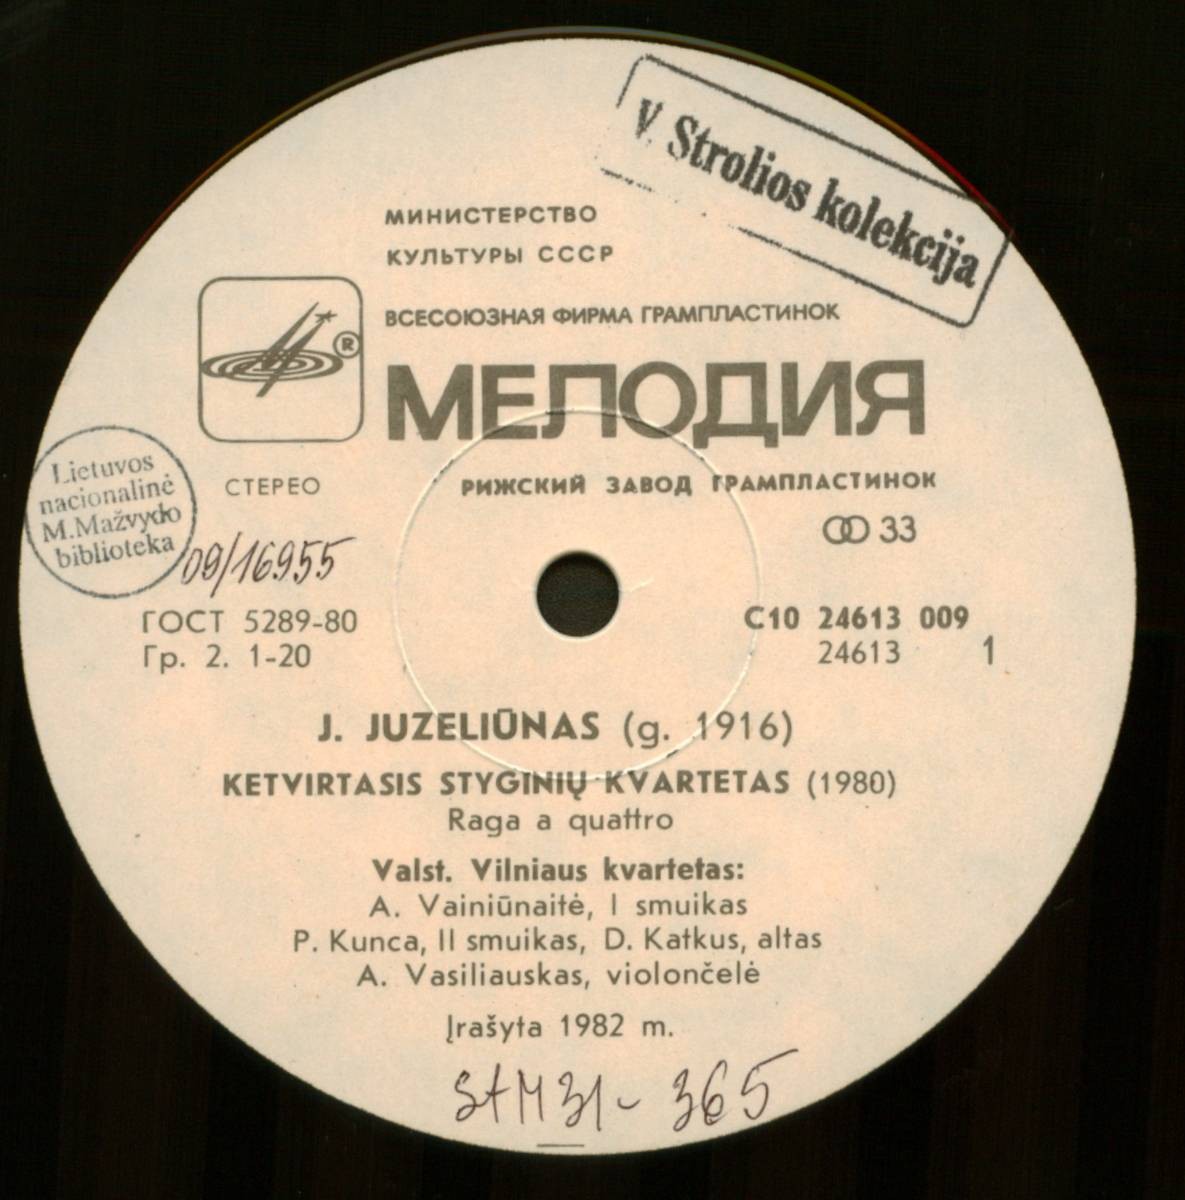 V. Strolios kolekcija
МИНИСТЕРСТВО
КУЛЬТУРЫ СССР
ВСЕСОЮЗНАЯ ФИРМА ГРАМПЛАСТИНОК
®
МЕЛОДИЯ
Lietuvos
nacionalinė
M.Mažvydo
biblioteka
СТЕРЕО
РИЖСКИЙ ЗАВОД ГРАМПЛАСТИНОК
33
09/16955
ГОСТ 5289-80
Гр. 2. 1-20
С10 24613 009
24613 1
J. JUZELIŪNAS (g. 1916)
KETVIRTASIS STYGINIŲ KVARTETAS (1980)
Raga a quattro
Valst. Vilniaus kvartetas:
A. Vainiūnaitė, I smuikas
P. Kunca, II smuikas, D. Katkus, altas
A. Vasiliauskas, violončelė
Įrašyta 1982 m.
365